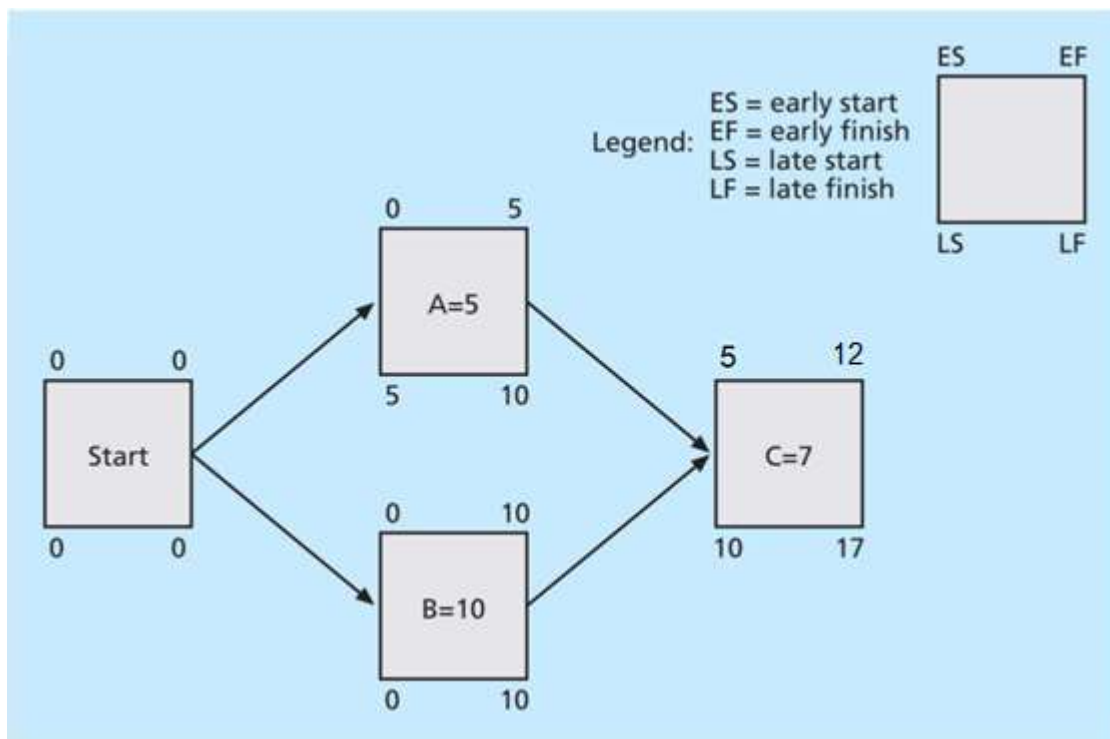 ES EF
ES = early start
EF = early finish
Legend:
LS = late start
LF = late finish
LS LF
0 5
A=5
5 10
0 0
Start
0 0
5 12
C=7
10 17
0 10
B=10
0 10